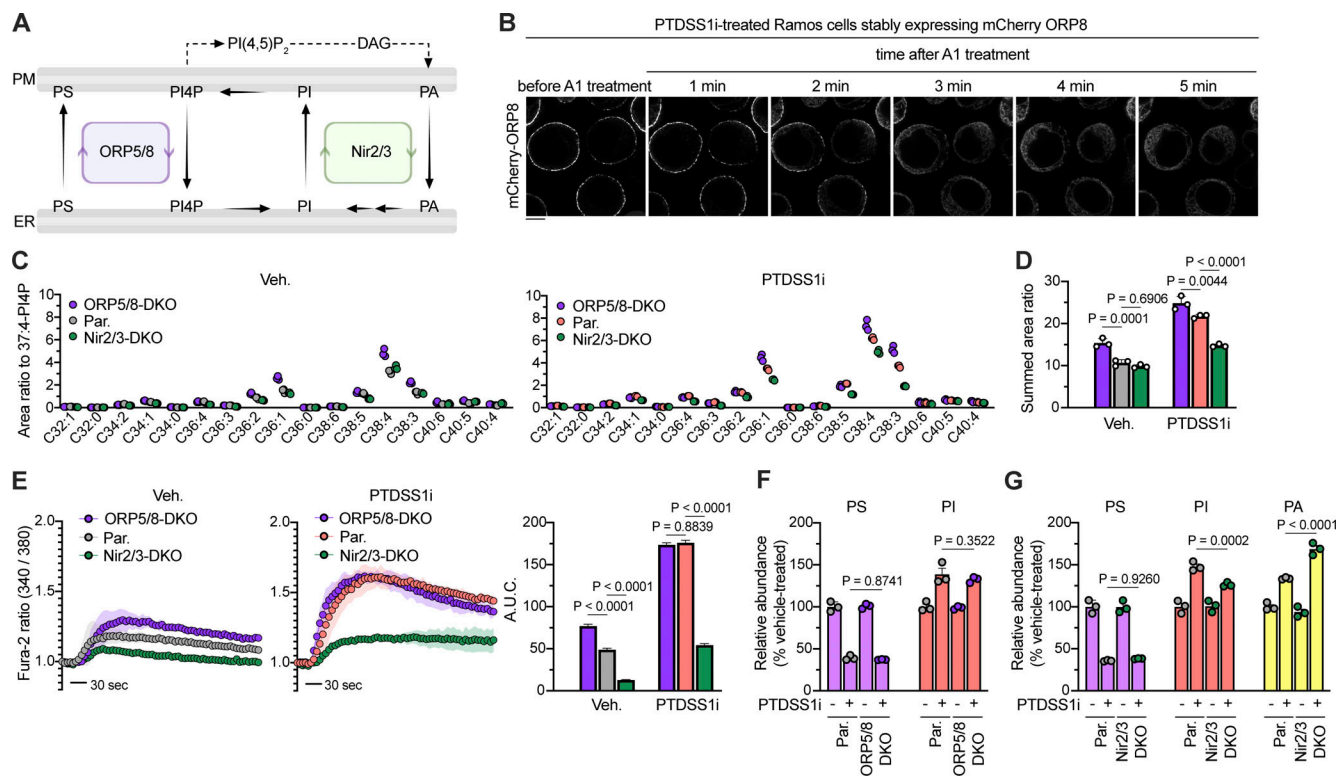 A
PI(4,5)P2
DAG
PM
PS
PI4P
PI
PA
ORP5/8
Nir2/3
PS
PI4P
PI
PA
ER
B
PTDSS1i-treated Ramos cells stably expressing mCherry ORP8
time after A1 treatment
before A1 treatment
1 min
2 min
3 min
4 min
5 min
mCherry-ORP8
C
Veh.
Area ratio to 37:4-PI4P
10
8
6
4
2
0
ORP5/8-DKO
Par.
Nir2/3-DKO
C32:1
C32:0
C34:2
C34:1
C34:0
C36:4
C36:3
C36:2
C36:1
C36:0
C38:6
C38:5
C38:4
C38:3
C40:6
C40:5
C40:4
PTDSS1i
10
8
6
4
2
0
ORP5/8-DKO
Par.
Nir2/3-DKO
C32:1
C32:0
C34:2
C34:1
C34:0
C36:4
C36:3
C36:2
C36:1
C36:0
C38:6
C38:5
C38:4
C38:3
C40:6
C40:5
C40:4
D
Summed area ratio
30
20
10
0
P < 0.0001
P = 0.0044
P = 0.6906
P = 0.0001
Veh.
PTDSS1i
E
Veh.
Fura-2 ratio (340 / 380)
2.0
1.5
1.0
ORP5/8-DKO
Par.
Nir2/3-DKO
30 sec
PTDSS1i
2.0
1.5
1.0
ORP5/8-DKO
Par.
Nir2/3-DKO
30 sec
A.U.C.
200
150
100
50
0
P < 0.0001
P = 0.8839
P < 0.0001
P < 0.0001
Veh.
PTDSS1i
F
PS
PI
Relative abundance
(% vehicle-treated)
200
150
100
50
0
P = 0.8741
P = 0.3522
PTDSS1i
- + - +
- + - +
Par.
ORP5/8
DKO
Par.
ORP5/8
DKO
G
PS
PI
PA
Relative abundance
(% vehicle-treated)
200
150
100
50
0
P = 0.9260
P = 0.0002
P < 0.0001
PTDSS1i
- + - +
- + - +
- + - +
Par.
Nir2/3
DKO
Par.
Nir2/3
DKO
Par.
Nir2/3
DKO